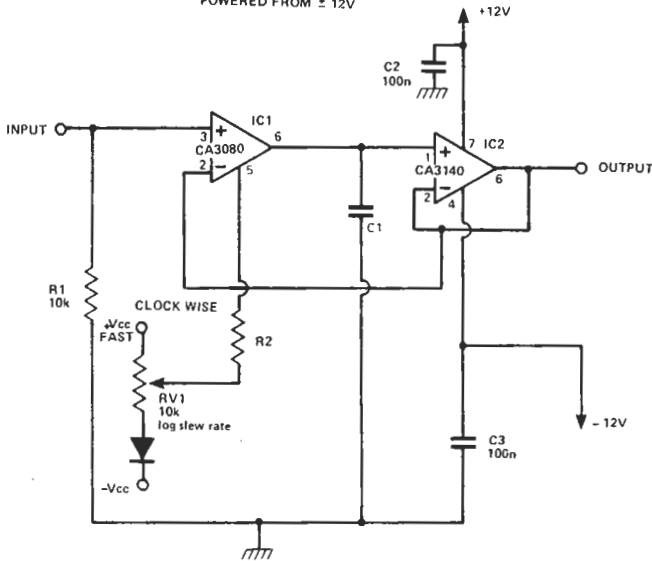 POWERED FROM ± 12V
+12V
C2
100n
INPUT
IC1
3
+
6
CA3080
2
−
5
7
IC2
1
+
CA3140
6
2
−
4
OUTPUT
C1
R1
10k
CLOCK WISE
+Vcc
FAST
R2
RV1
10k
log slew rate
− 12V
C3
100n
−Vcc